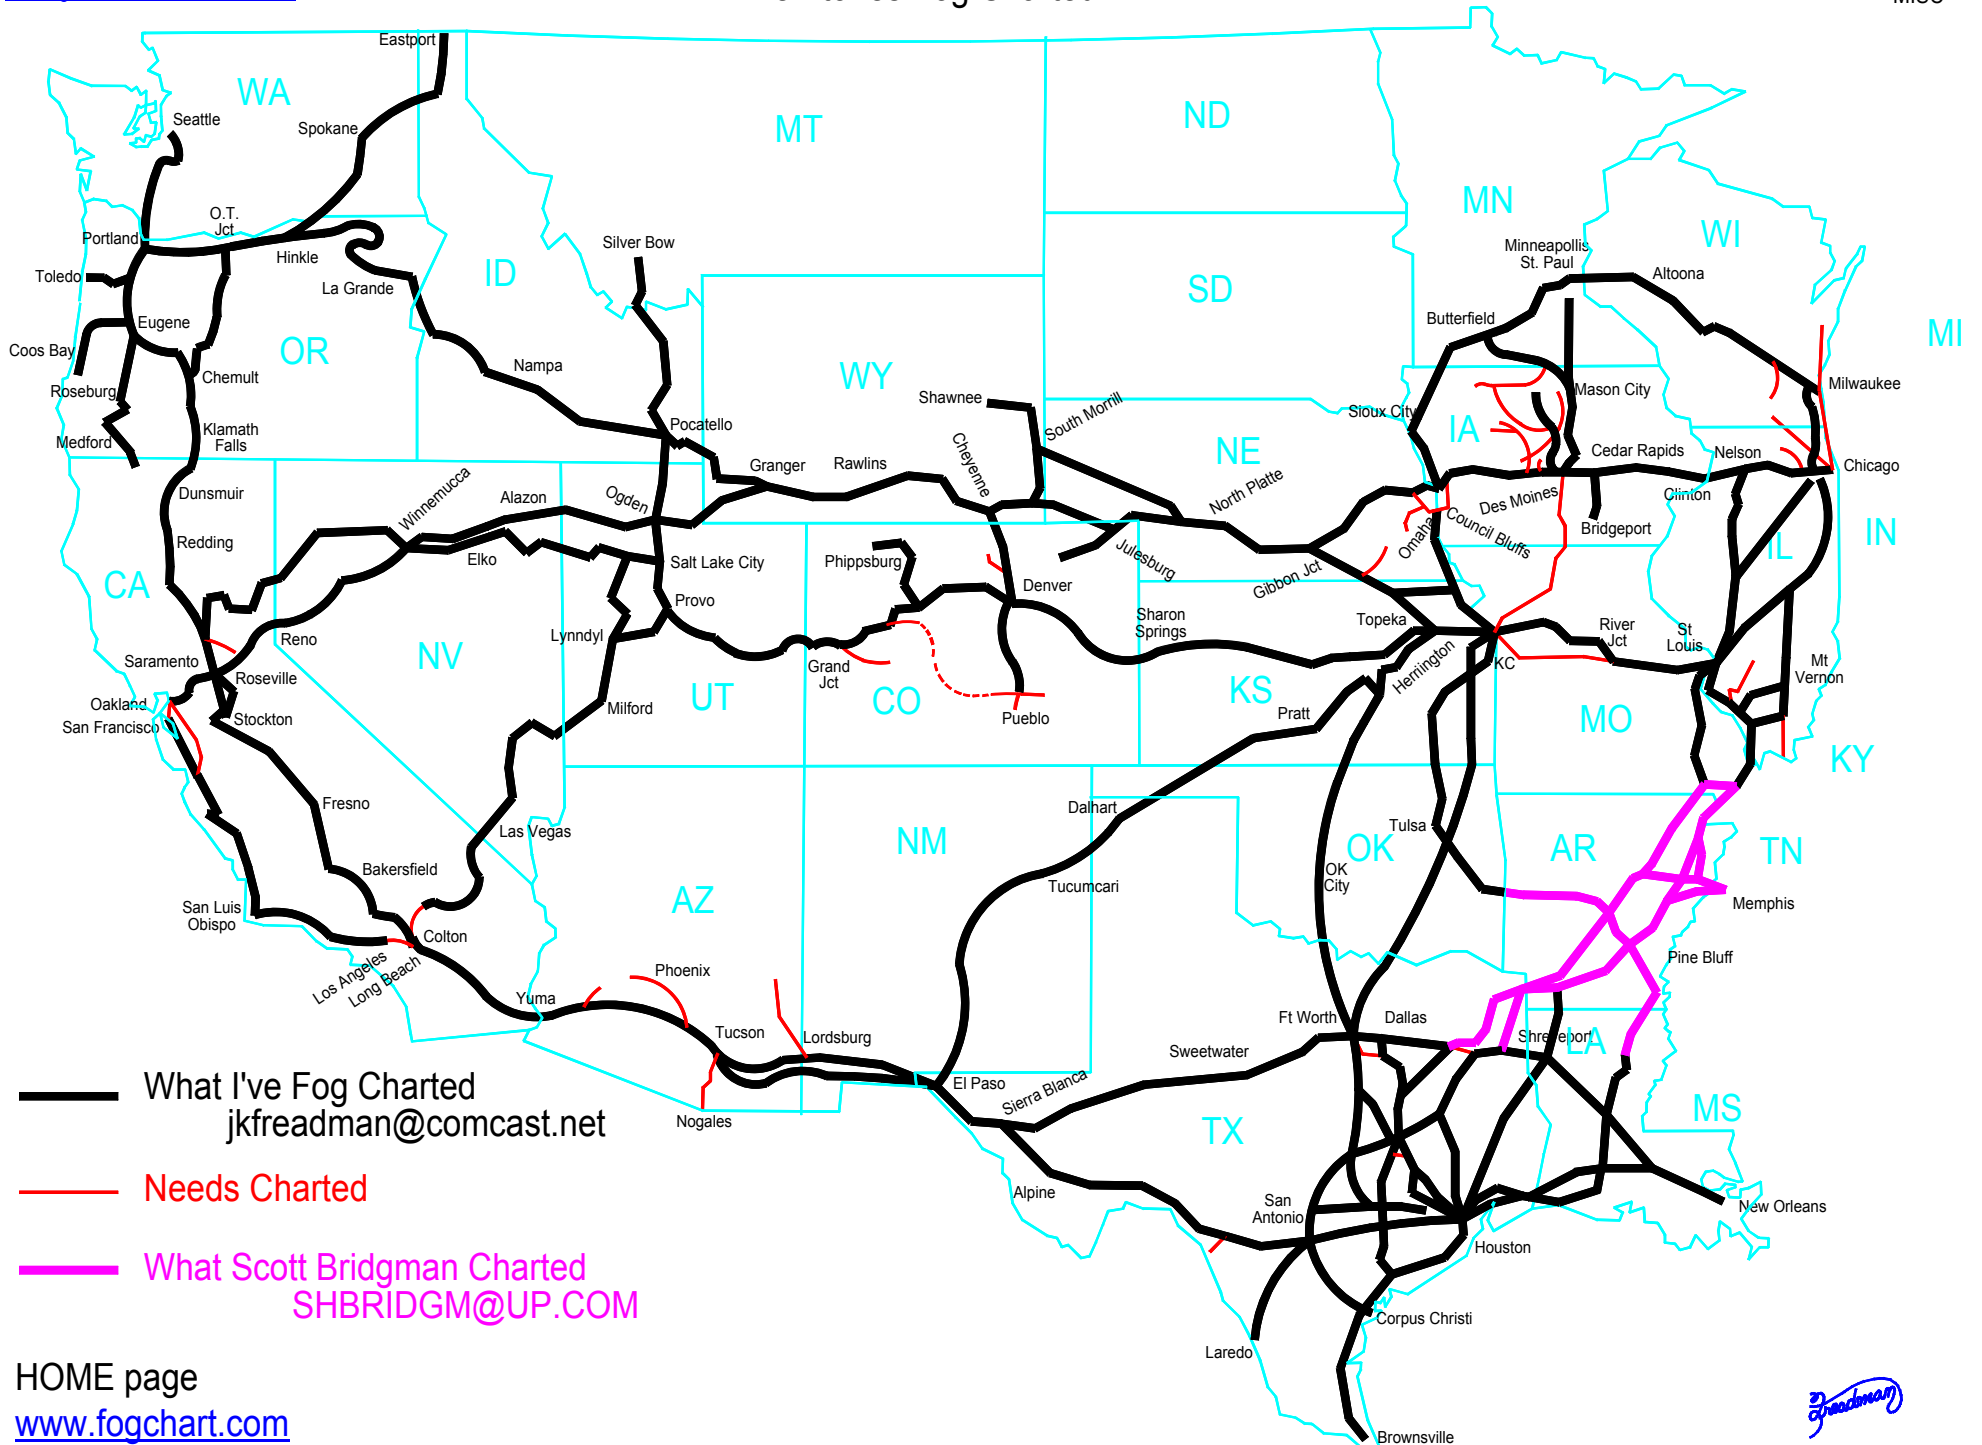 Eastport
WA
MT
ND
Seattle
Spokane
MN
WI
O.T.
Jct
Portland
Hinkle
Silver Bow
Minneapollis
St. Paul
Altoona
Toledo
La Grande
ID
SD
Butterfield
MI
Eugene
Coos Bay
OR
Nampa
WY
Chemult
Roseburg
Shawnee
South Morrill
Mason City
Milwaukee
Sioux City
Medford
Klamath
Falls
Pocatello
IA
NE
Cheyenne
Granger
Rawlins
Cedar Rapids
Nelson
Chicago
Dunsmuir
Winnemucca
Alazon
Ogden
North Platte
Des Moines
Clinton
Council Bluffs
Omaha
Bridgeport
IL
IN
Redding
Elko
Salt Lake City
Phippsburg
Julesburg
Gibbon Jct
CA
Denver
Provo
Reno
Lynndyl
Sharon
Springs
Topeka
River
Jct
St
Louis
Saramento
NV
Grand
Jct
Herrington
KC
Mt
Vernon
Roseville
UT
CO
KS
Oakland
San Francisco
Stockton
Milford
Pueblo
Pratt
MO
KY
Fresno
Dalhart
Las Vegas
NM
Tulsa
OK
AR
TN
Bakersfield
Tucumcari
OK
City
AZ
San Luis
Obispo
Memphis
Colton
Los Angeles
Long Beach
Pine Bluff
Phoenix
Yuma
Tucson
Lordsburg
Ft Worth
Dallas
Shreveport
LA
Sweetwater
El Paso
Sierra Blanca
What I've Fog Charted
jkfreadman@comcast.net
Nogales
TX
MS
Needs Charted
Alpine
San
Antonio
New Orleans
Houston
What Scott Bridgman Charted
SHBRIDGM@UP.COM
Corpus Christi
Laredo
HOME page
www.fogchart.com
Freadman
Brownsville